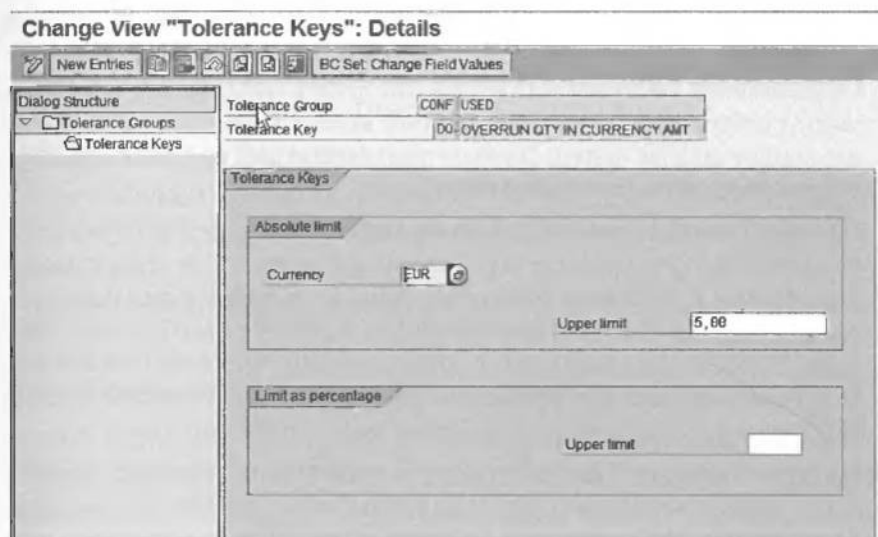 Change View "Tolerance Keys": Details
New Entries BC Set: Change Field Values
Dialog Structure
Tolerance Groups
Tolerance Keys
Tolerance Group CONF USED
Tolerance Key DQ OVERRUN QTY IN CURRENCY AMT
Tolerance Keys
Absolute limit
Currency EUR
Upper limit 5,00
Limit as percentage
Upper limit